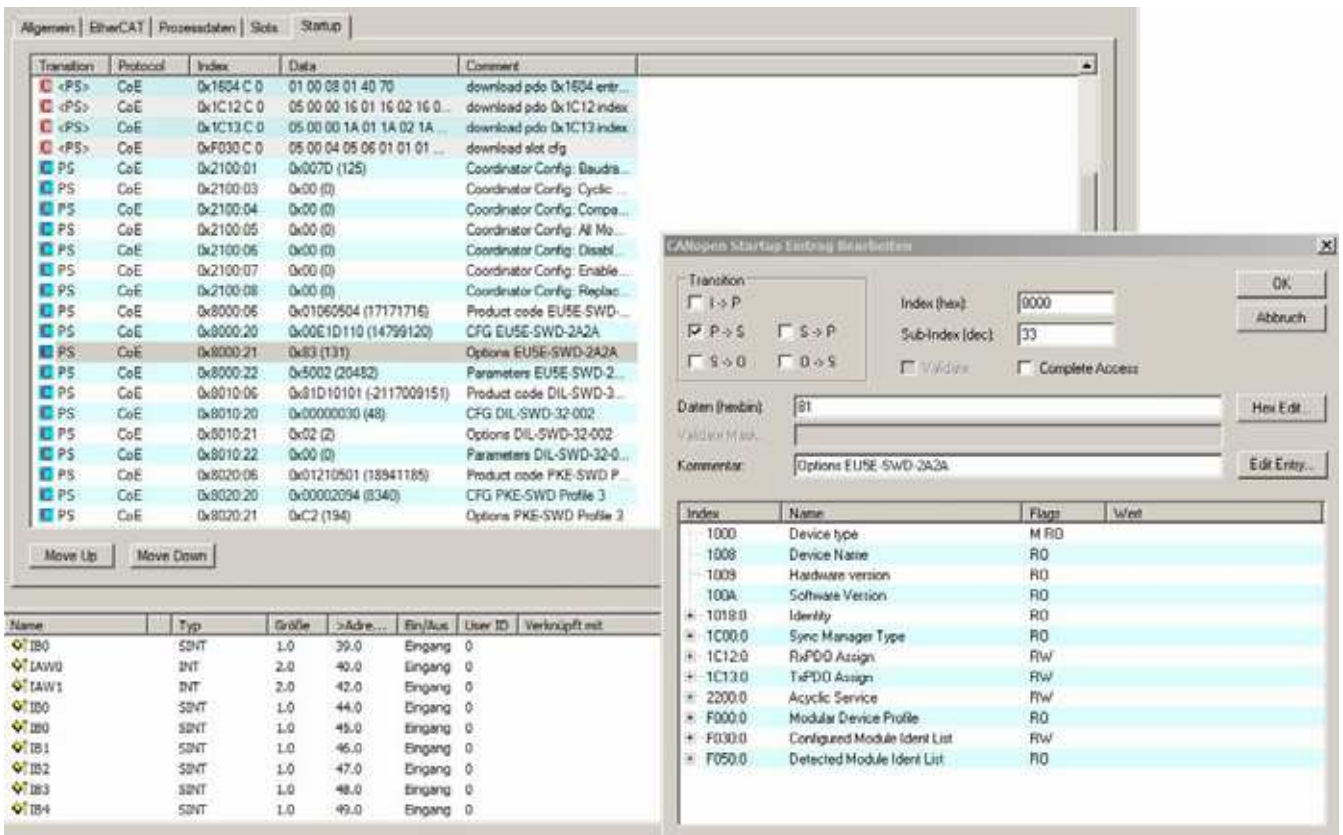 Allgemein EtherCAT Prozessdaten Slots Startup
Transition Protocol Index Data Comment
<PS> CoE 0x1604 C 0 01 00 08 01 40 70 download pdo 0x1604 entr...
<PS> CoE 0x1C12 C 0 05 00 00 16 01 16 02 16 0... download pdo 0x1C12 index
<PS> CoE 0x1C13 C 0 05 00 00 1A 01 1A 02 1A ... download pdo 0x1C13 index
<PS> CoE 0xF030 C 0 05 00 04 05 06 01 01 01 ... download slot cfg
PS CoE 0x2100:01 0x007D (125) Coordinator Config: Baudra...
PS CoE 0x2100:03 0x00 (0) Coordinator Config: Cyclic ...
PS CoE 0x2100:04 0x00 (0) Coordinator Config: Compa...
PS CoE 0x2100:05 0x00 (0) Coordinator Config: All Mo...
PS CoE 0x2100:06 0x00 (0) Coordinator Config: Disabl...
PS CoE 0x2100:07 0x00 (0) Coordinator Config: Enable...
PS CoE 0x2100:08 0x00 (0) Coordinator Config: Replac...
PS CoE 0x8000:06 0x01060504 (17171716) Product code EU5E-SWD-...
PS CoE 0x8000:20 0x00E1D110 (14799120) CFG EU5E-SWD-2A2A
PS CoE 0x8000:21 0x83 (131) Options EU5E-SWD-2A2A
PS CoE 0x8000:22 0x5002 (20482) Parameters EU5E-SWD-2...
PS CoE 0x8010:06 0x81D10101 (-2117009151) Product code DIL-SWD-3...
PS CoE 0x8010:20 0x00000030 (48) CFG DIL-SWD-32-002
PS CoE 0x8010:21 0x02 (2) Options DIL-SWD-32-002
PS CoE 0x8010:22 0x00 (0) Parameters DIL-SWD-32-0...
PS CoE 0x8020:06 0x01210501 (18941185) Product code PKE-SWD P...
PS CoE 0x8020:20 0x00002094 (8340) CFG PKE-SWD Profile 3
PS CoE 0x8020:21 0xC2 (194) Options PKE-SWD Profile 3
Move Up Move Down
Name Typ Größe >Adre... Ein/Aus User ID Verknüpft mit
IB0 SINT 1.0 39.0 Eingang 0
IAW0 INT 2.0 40.0 Eingang 0
IAW1 INT 2.0 42.0 Eingang 0
IB0 SINT 1.0 44.0 Eingang 0
IB0 SINT 1.0 45.0 Eingang 0
IB1 SINT 1.0 46.0 Eingang 0
IB2 SINT 1.0 47.0 Eingang 0
IB3 SINT 1.0 48.0 Eingang 0
IB4 SINT 1.0 49.0 Eingang 0
CANopen Startup Eintrag Bearbeiten
Transition
I -> P
P -> S S -> P
S -> O O -> S
Index (hex): 8000
Sub-Index (dec): 33
Validate Complete Access
OK
Abbruch
Daten (hexbin): 81 Hex Edit...
Validate Mask:
Kommentar: Options EU5E-SWD-2A2A Edit Entry...
Index Name Flags Wert
1000 Device type M RO
1008 Device Name RO
1009 Hardware version RO
100A Software Version RO
1018:0 Identity RO
1C00:0 Sync Manager Type RO
1C12:0 RxPDO Assign RW
1C13:0 TxPDO Assign RW
2200:0 Acyclic Service RW
F000:0 Modular Device Profile RO
F030:0 Configured Module Ident List RW
F050:0 Detected Module Ident List RO